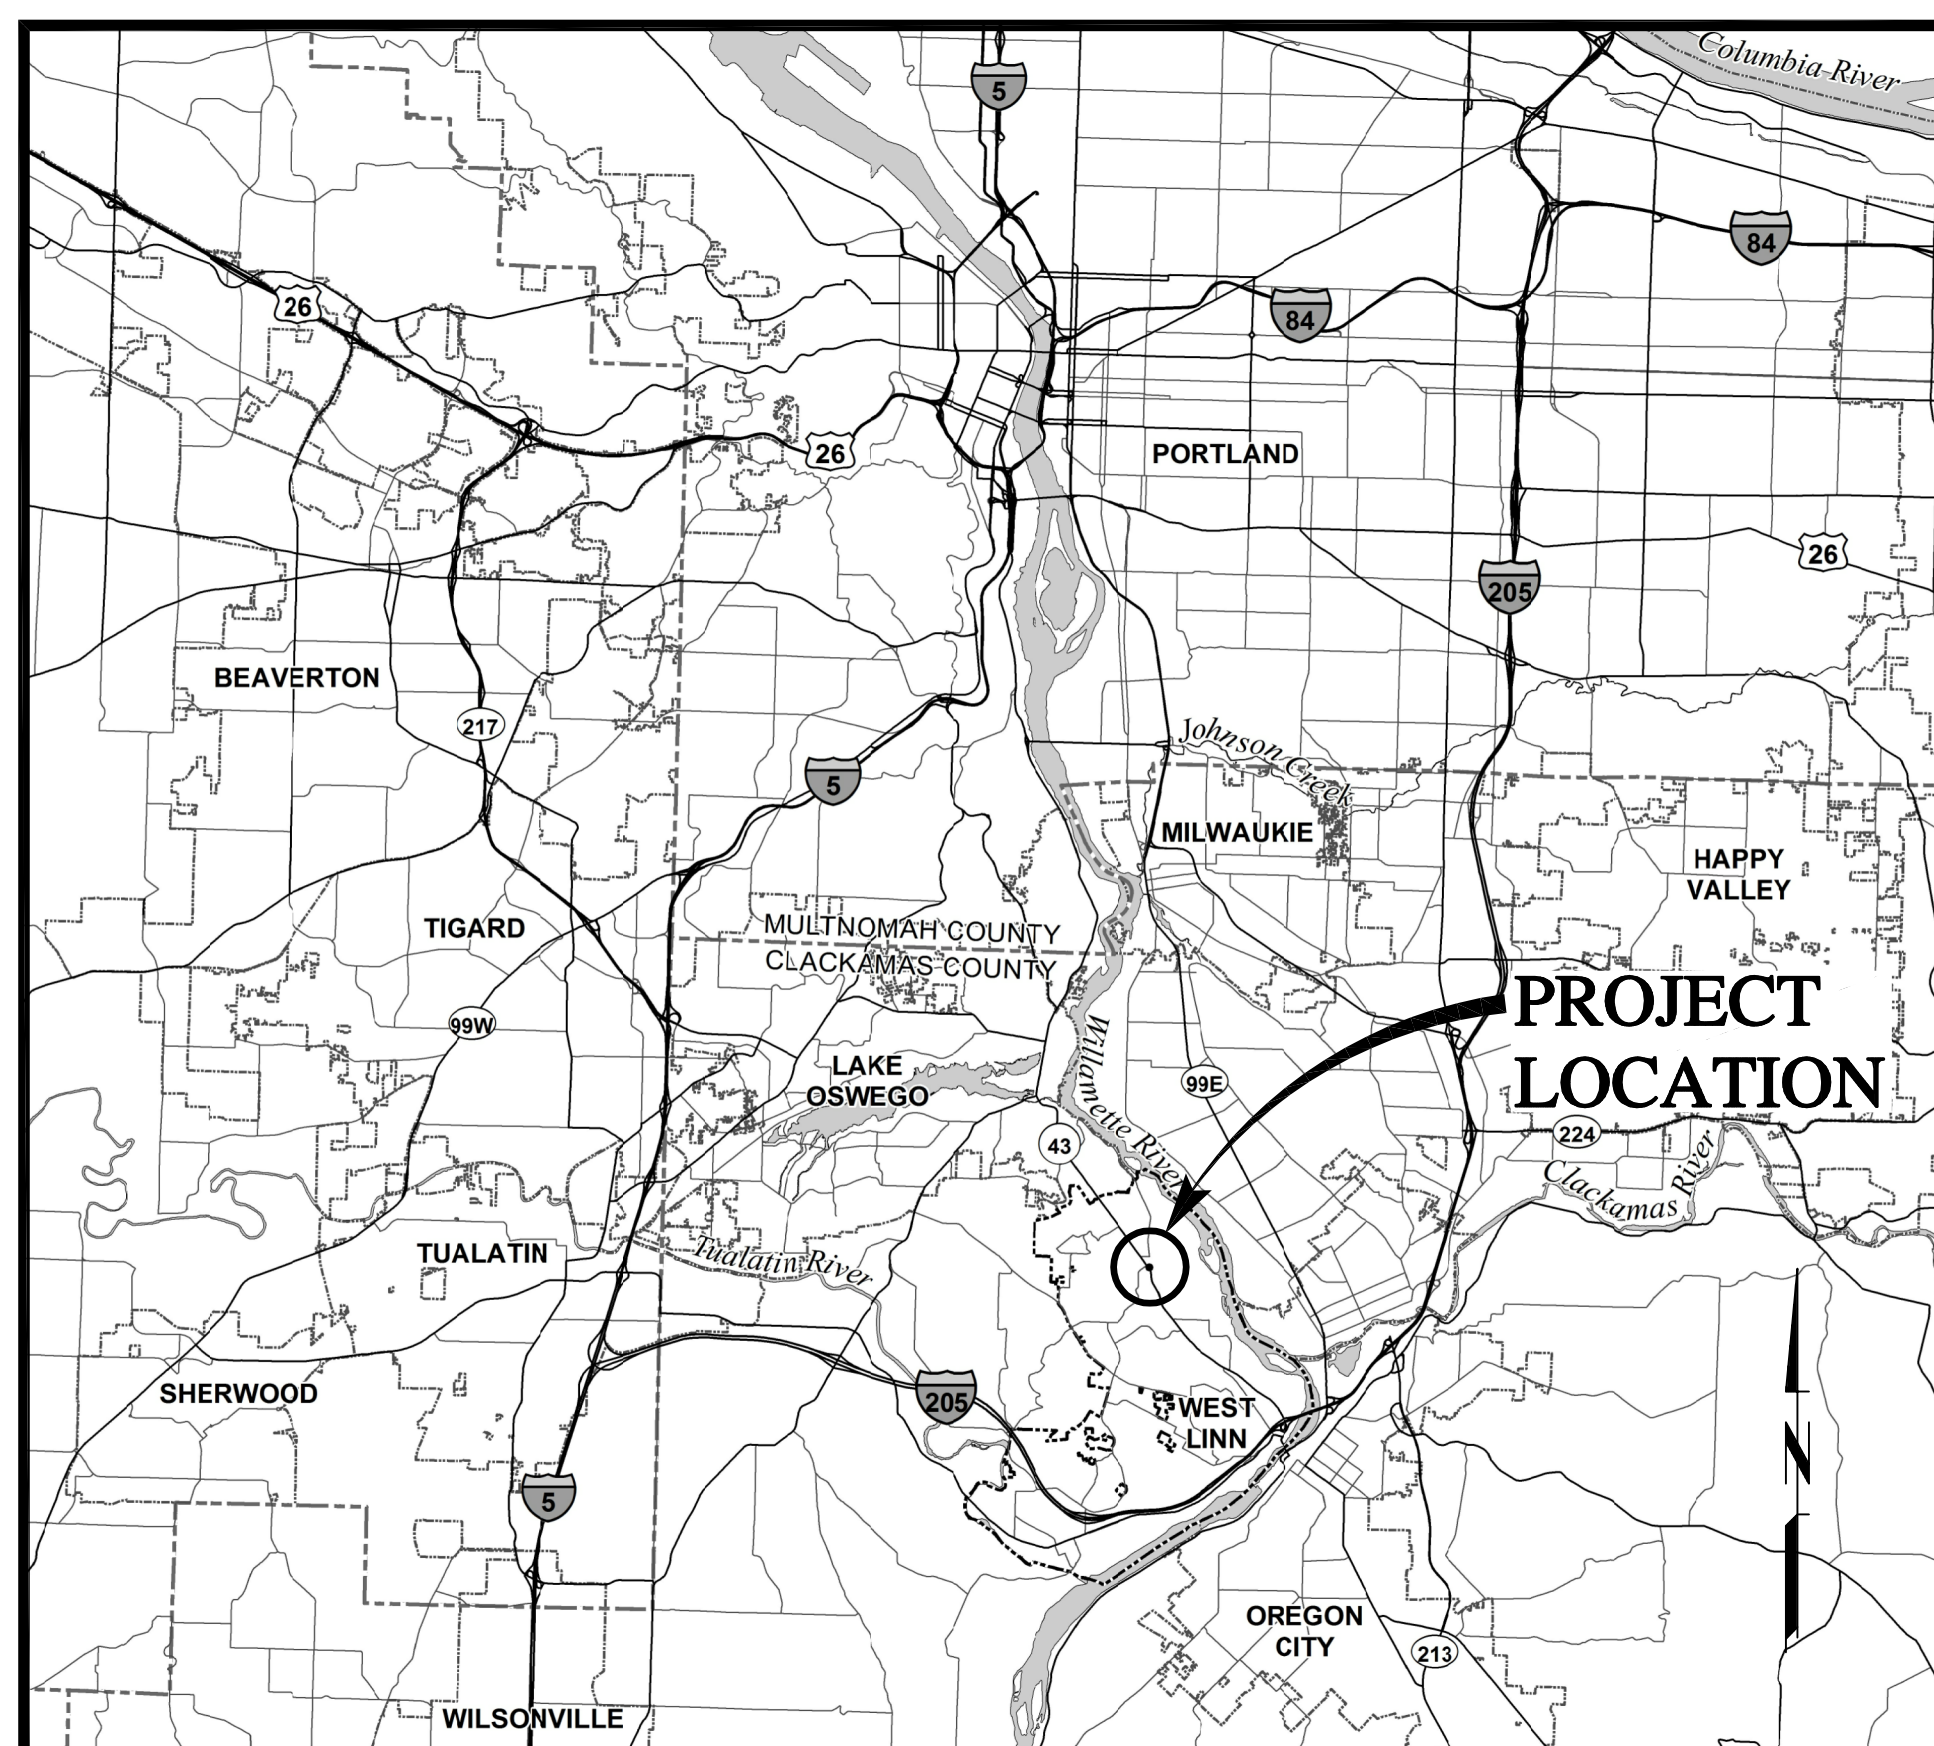 Columbia River
5
84
26
84
26
PORTLAND
26
205
BEAVERTON
217
Johnson Creek
5
MILWAUKIE
HAPPY
VALLEY
TIGARD
MULTNOMAH COUNTY
CLACKAMAS COUNTY
PROJECT
LOCATION
99W
LAKE
OSWEGO
Willamette River
99E
43
224
Clackamas River
TUALATIN
Tualatin River
SHERWOOD
205
WEST
LINN
N
5
OREGON
CITY
213
WILSONVILLE